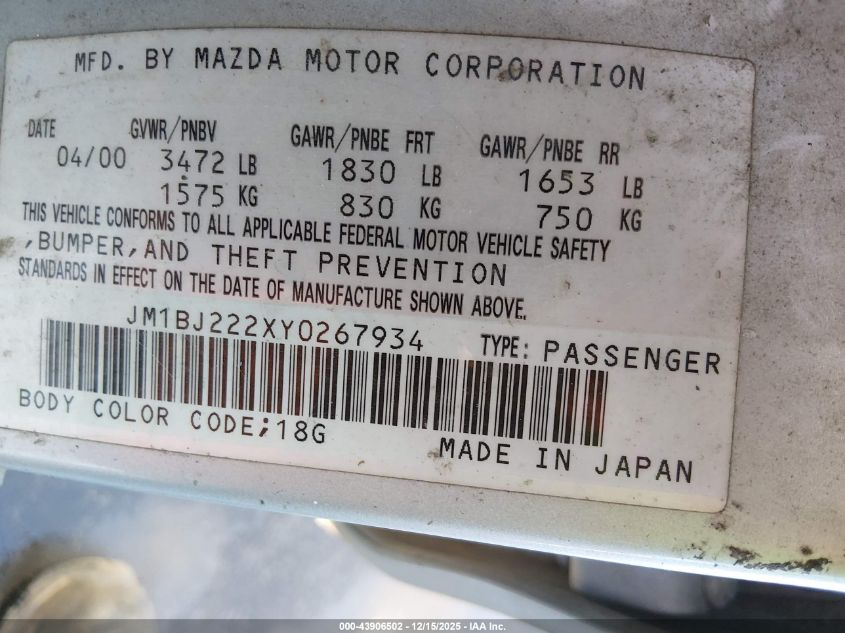 MFD. BY MAZDA MOTOR CORPORATION
DATE GVWR/PNBV GAWR/PNBE FRT GAWR/PNBE RR
04/00 3472 LB 1830 LB 1653 LB
1575 KG 830 KG 750 KG
THIS VEHICLE CONFORMS TO ALL APPLICABLE FEDERAL MOTOR VEHICLE SAFETY
,BUMPER,AND THEFT PREVENTION
STANDARDS IN EFFECT ON THE DATE OF MANUFACTURE SHOWN ABOVE.
JM1BJ222XY0267934 TYPE: PASSENGER
BODY COLOR CODE;18G MADE IN JAPAN
000-43906502 - 12/15/2025 - IAA Inc.